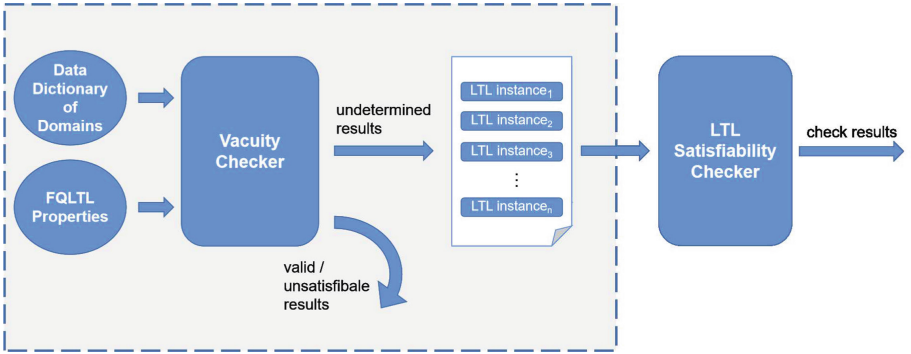 Data
Dictionary
of
Domains
FQLTL
Properties
Vacuity
Checker
undetermined
results
valid /
unsatisfibale
results
LTL instance₁
LTL instance₂
LTL instance₃
⋮
LTL instanceₙ
LTL
Satisfiability
Checker
check results